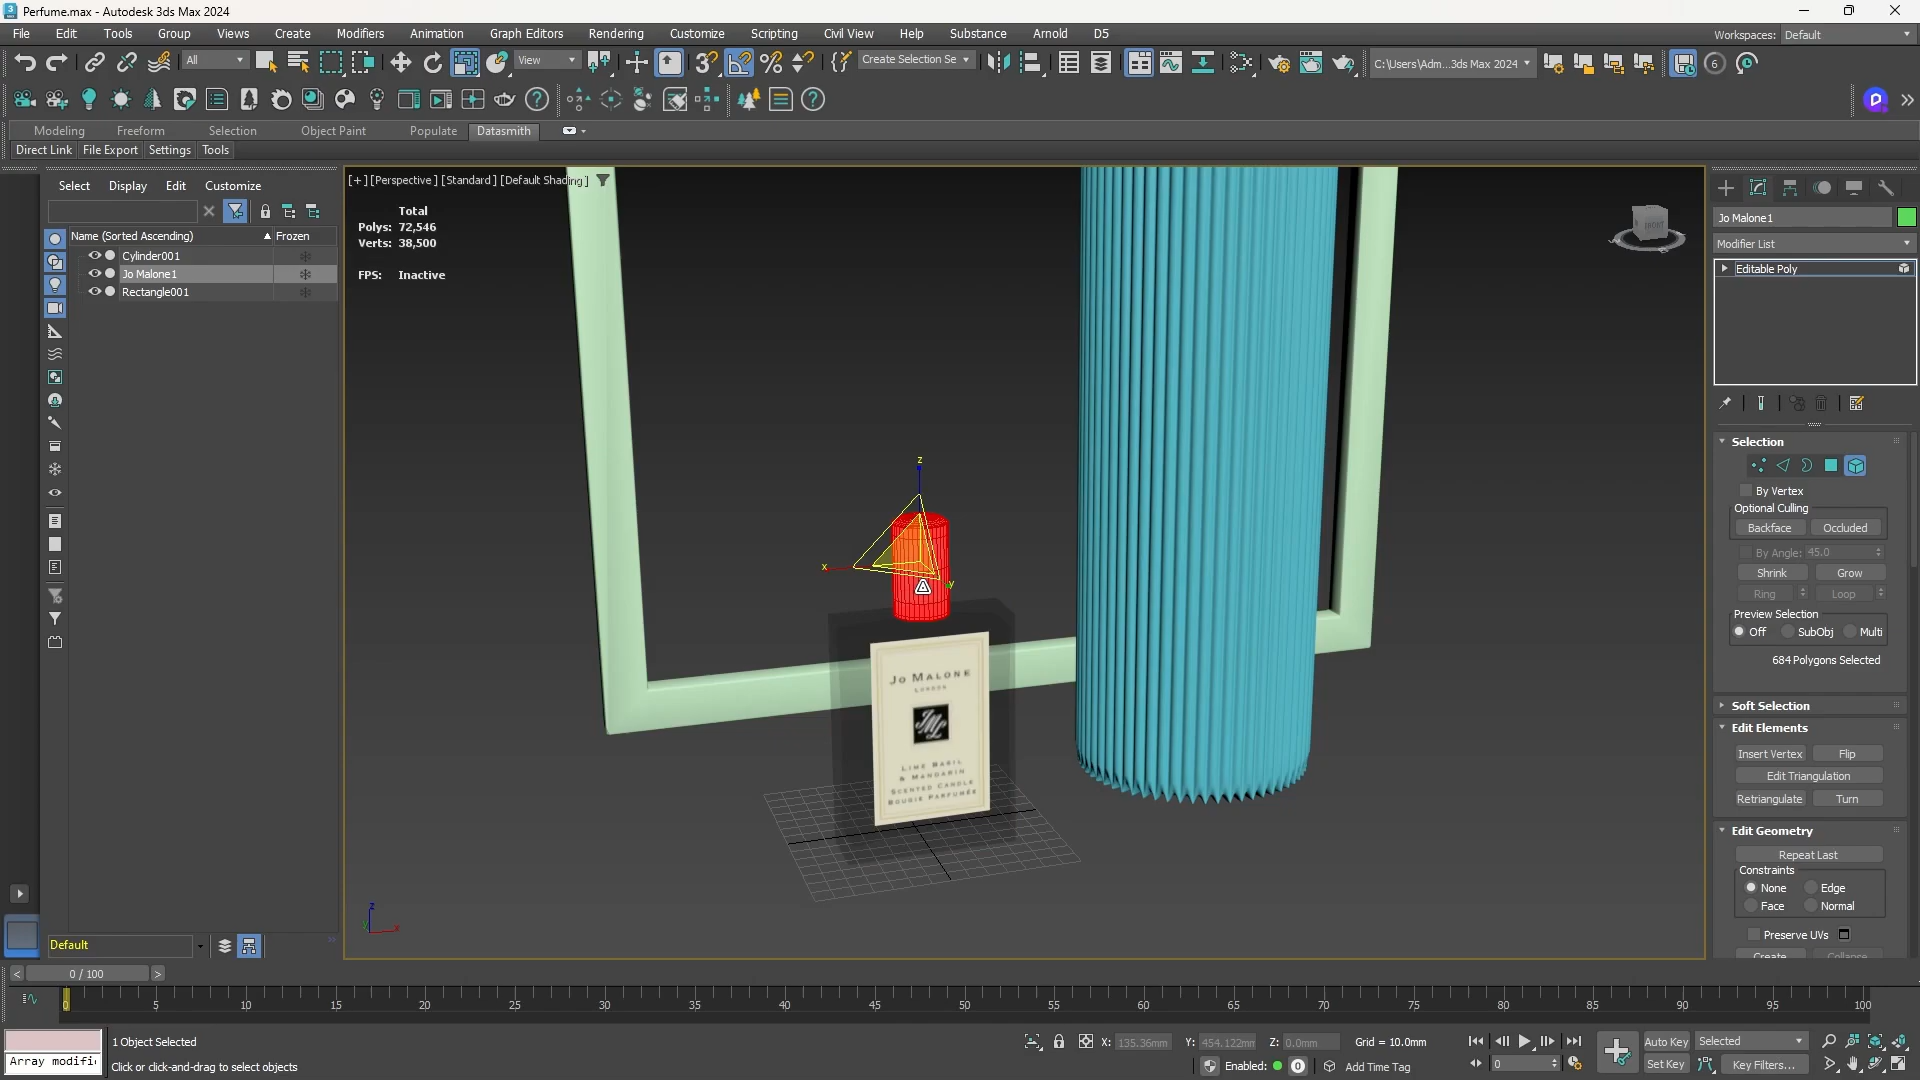 Perfume.max - Autodesk 3ds Max 2024
File Edit Tools Group Views Create Modifiers Animation Graph Editors Rendering Customize Scripting Civil View Help Substance Arnold D5
Workspaces: Default
All View Create Selection Se C:\Users\Adm...3ds Max 2024
Modeling Freeform Selection Object Paint Populate Datasmith
Direct Link File Export Settings Tools
Select Display Edit Customize
Name (Sorted Ascending) Frozen
Cylinder001
Jo Malone1
Rectangle001
[+] [Perspective] [Standard] [Default Shading]
Total
Polys: 72,546
Verts: 38,500
FPS: Inactive
z
x
y
JO MALONE
LONDON
JML
LIME BASIL
& MANDARIN
SCENTED CANDLE
BOUGIE PARFUMÉE
z
x
Jo Malone1
Modifier List
Editable Poly
Selection
By Vertex
Optional Culling
Backface Occluded
By Angle: 45.0
Shrink Grow
Ring Loop
Preview Selection
Off SubObj Multi
684 Polygons Selected
Soft Selection
Edit Elements
Insert Vertex Flip
Edit Triangulation
Retriangulate Turn
Edit Geometry
Repeat Last
Constraints
None Edge
Face Normal
Preserve UVs
Create Collapse
Default
0 / 100
0 5 10 15 20 25 30 35 40 45 50 55 60 65 70 75 80 85 90 95 100
1 Object Selected
X: 135.36mm Y: 454.122mm Z: 0.0mm Grid = 10.0mm
Auto Key Selected
Array modifi
Click or click-and-drag to select objects
Enabled: 0 Add Time Tag
0
Set Key Key Filters...